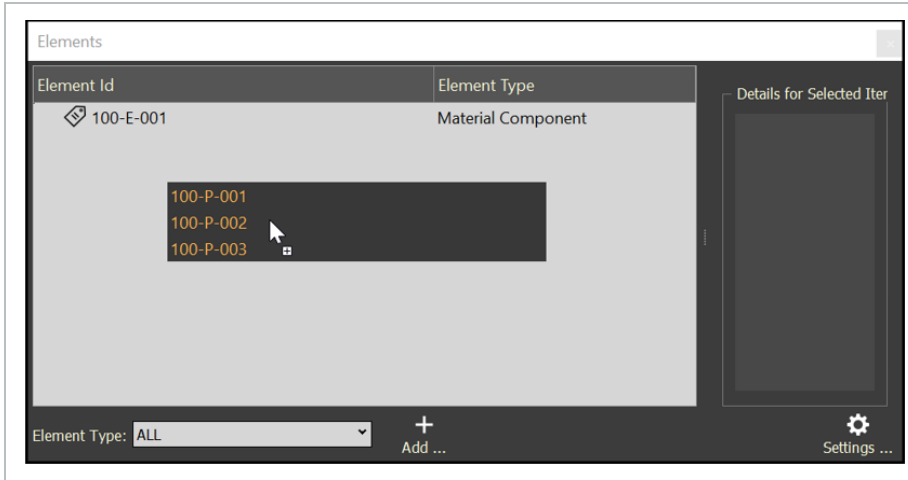 Elements
Element Id Element Type
Details for Selected Iter
100-E-001 Material Component
100-P-001
100-P-002
100-P-003
Element Type: ALL
Add ...
Settings ...